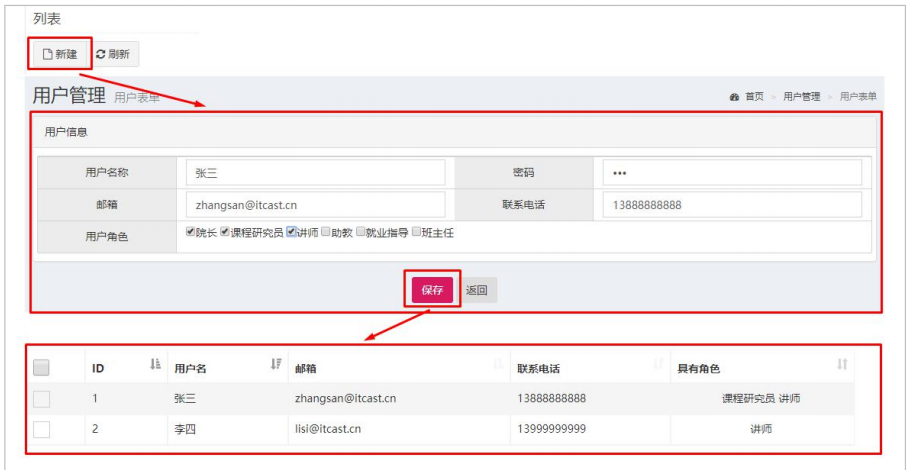 列表
新建 刷新
用户管理 用户表单 首页 > 用户管理 > 用户表单
用户信息
用户名称 张三 密码 •••
邮箱 zhangsan@itcast.cn 联系电话 13888888888
用户角色 院长 课程研究员 讲师 助教 就业指导 班主任
保存 返回
ID 用户名 邮箱 联系电话 具有角色
1 张三 zhangsan@itcast.cn 13888888888 课程研究员 讲师
2 李四 lisi@itcast.cn 13999999999 讲师